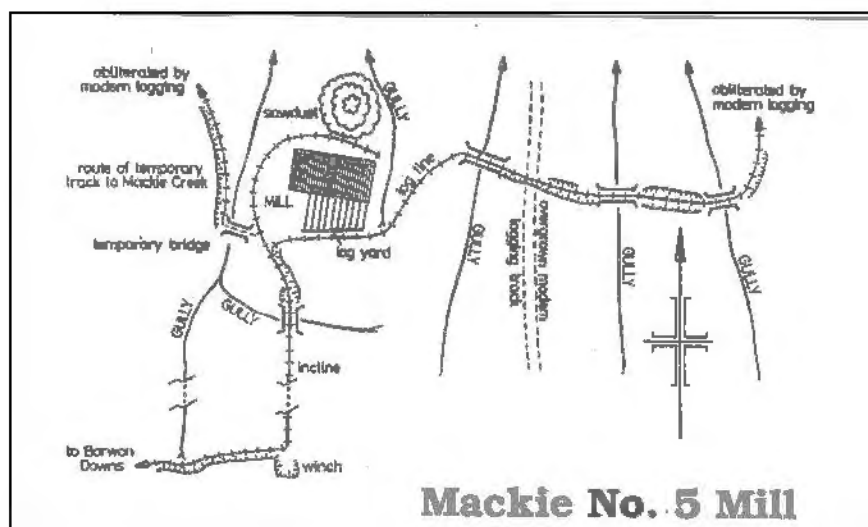 obliterated by
modern logging
sawdust
GULLY
obliterated by
modern logging
route of temporary
track to Mackie Creek
MILL
log line
temporary bridge
log yard
GULLY
overgrown modern
logging track
GULLY
GULLY
GULLY
GULLY
incline
to Barwon
Downs
winch
Mackie No. 5 Mill